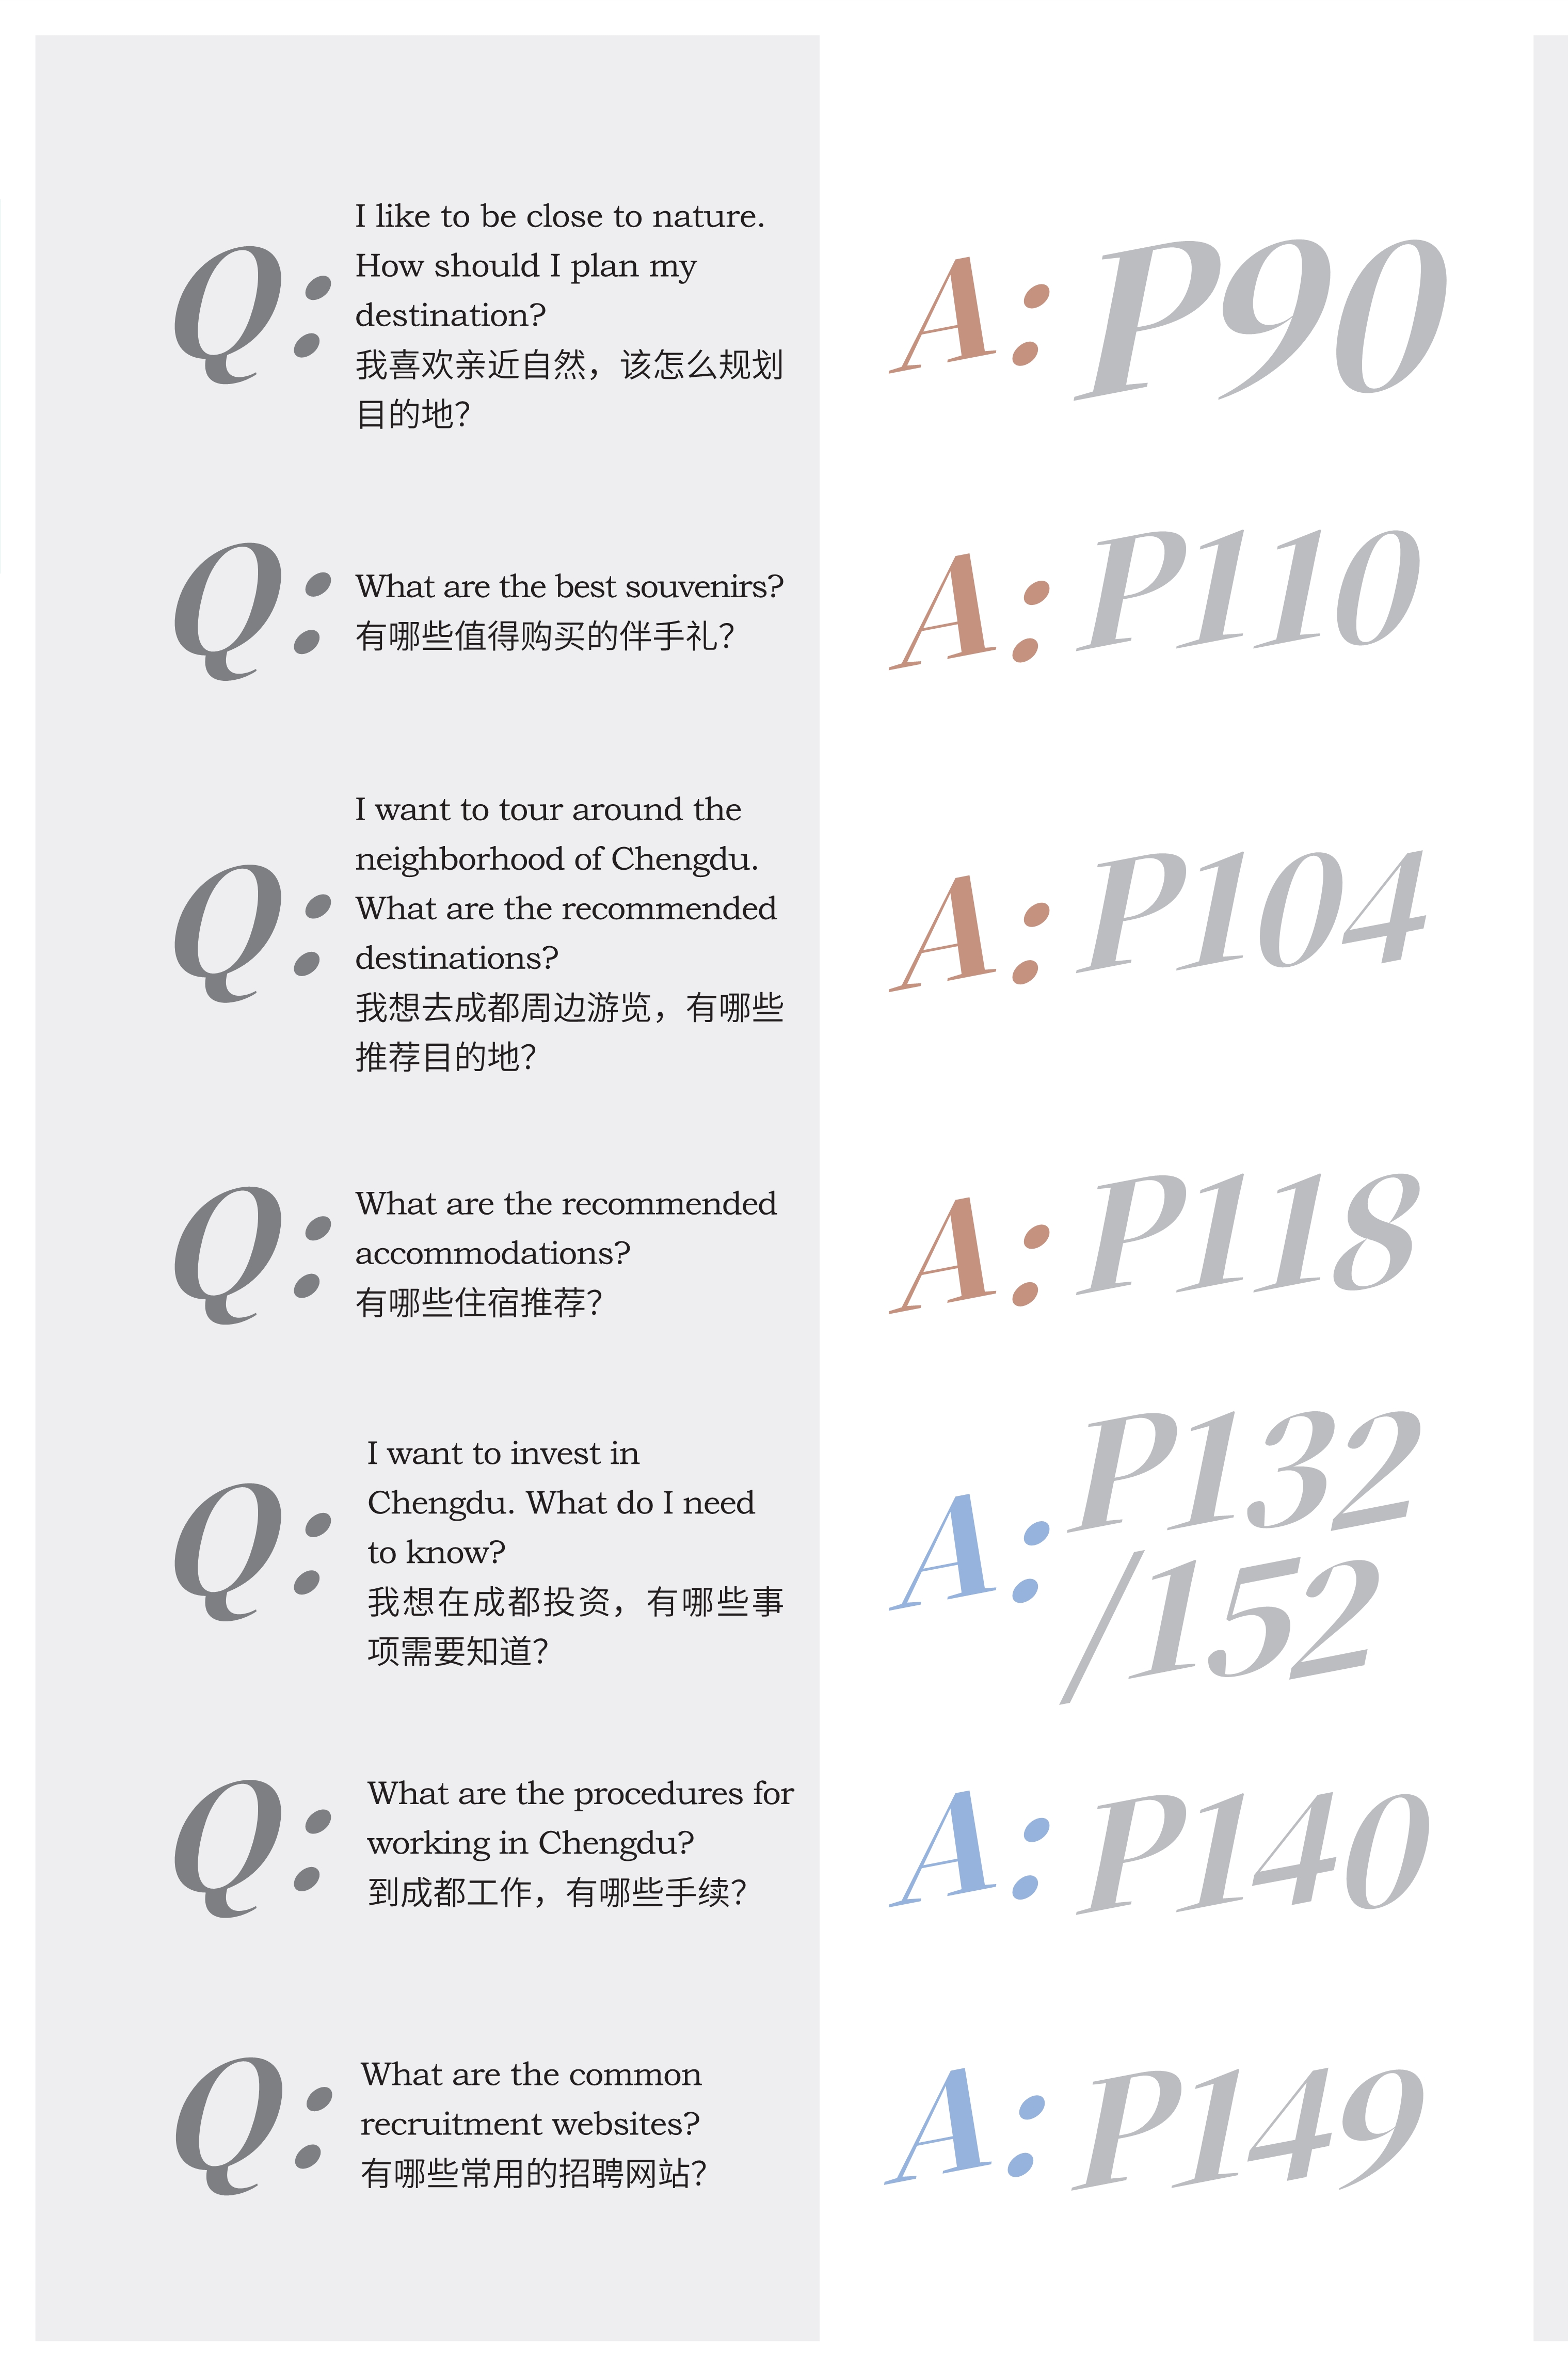 Q:
I like to be close to nature.
How should I plan my
destination?
我喜欢亲近自然，该怎么规划
目的地？
A: P90
Q:
What are the best souvenirs?
有哪些值得购买的伴手礼？
A: P110
Q:
I want to tour around the
neighborhood of Chengdu.
What are the recommended
destinations?
我想去成都周边游览，有哪些
推荐目的地？
A: P104
Q:
What are the recommended
accommodations?
有哪些住宿推荐？
A: P118
Q:
I want to invest in
Chengdu. What do I need
to know?
我想在成都投资，有哪些事
项需要知道？
A: P132
/152
Q:
What are the procedures for
working in Chengdu?
到成都工作，有哪些手续？
A: P140
Q:
What are the common
recruitment websites?
有哪些常用的招聘网站？
A: P149